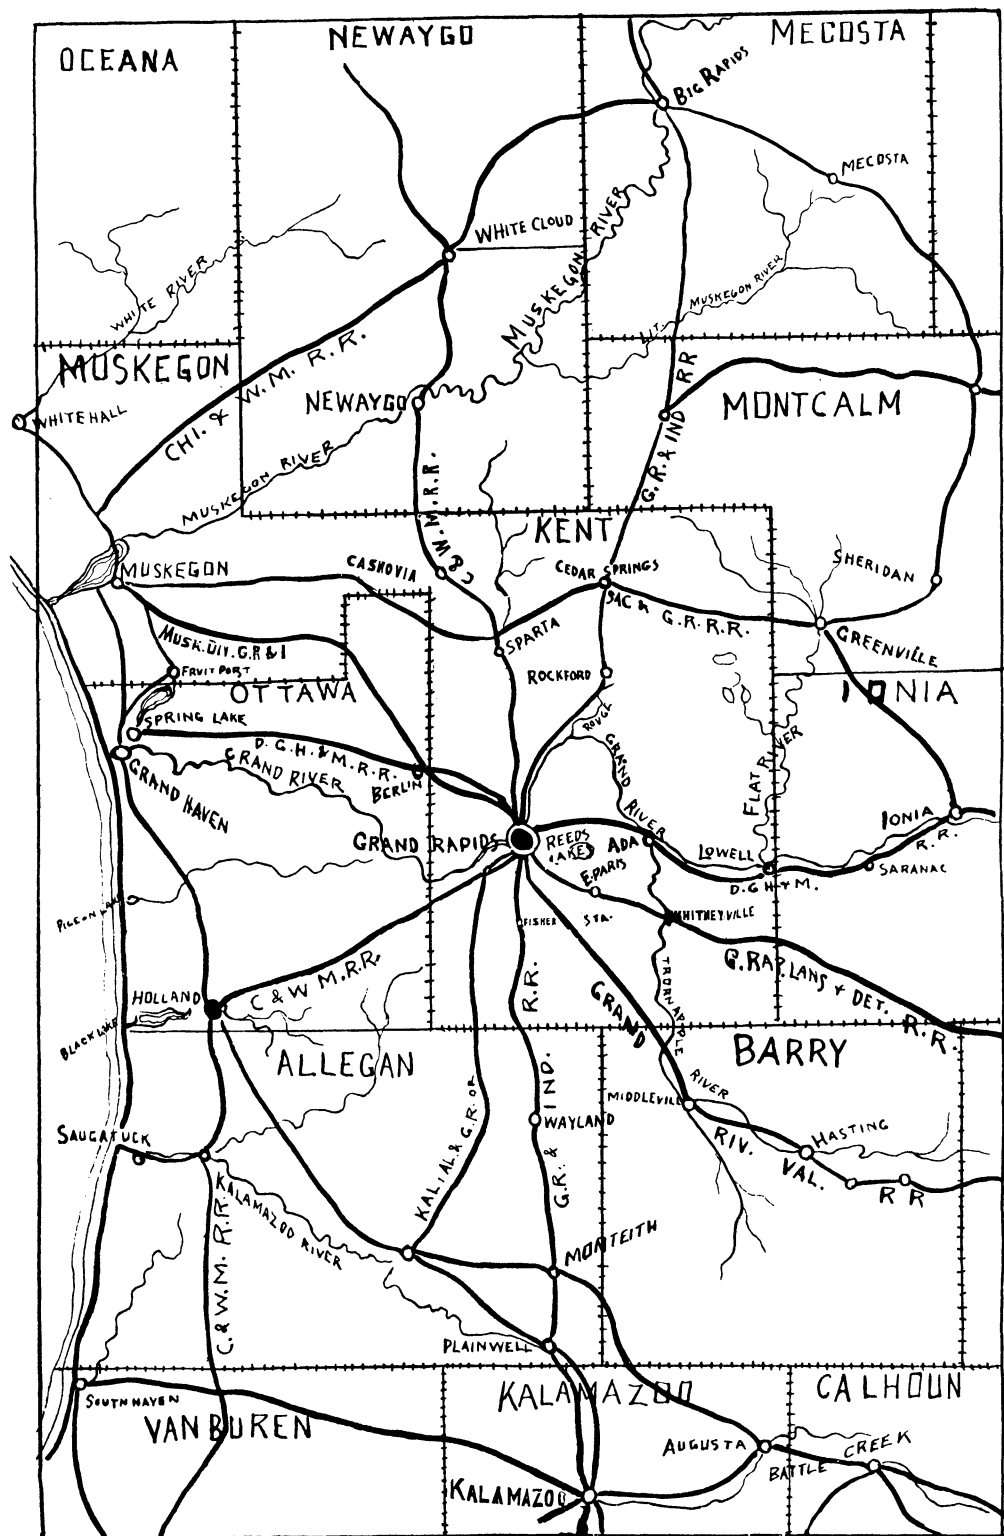 OCEANA
NEWAYGO
MECOSTA
BIG RAPIDS
MECOSTA
WHITE CLOUD
WHITE RIVER
MUSKEGON RIVER
LIT. MUSKEGON RIVER
MUSKEGON
WHITEHALL
CHI. & W. M. R. R.
NEWAYGO
G. R. & IND RR
MONTCALM
MUSKEGON RIVER
C & W. M. R. R.
KENT
MUSKEGON
CASNOVIA
CEDAR SPRINGS
SHERIDAN
SAC & G. R. R. R.
GREENVILLE
SPARTA
MUSK. DIV. G. R & I
FRUITPORT
ROCKFORD
OTTAWA
IONIA
SPRING LAKE
ROUGE
D. G. H. & M. R. R.
GRAND RIVER
GRAND RIVER
FLAT RIVER
BERLIN
GRAND HAVEN
IONIA
GRAND RAPIDS
REEDS
LAKE
ADA
LOWELL
R. R.
SARANAC
E. PARIS
D. G H & M.
PIGEON LAKE
FISHER STA.
WHITNEYVILLE
G. RAP. LANS & DET. R. R.
C & W M. R. R.
HOLLAND
BLACK LAKE
R. R.
GRAND
THORNAPPLE RIVER
ALLEGAN
BARRY
MIDDLEVILL
KAL, AL. & G. R. OR
G. R. & IND.
WAYLAND
RIV. VAL. R R
HASTING
SAUGATUCK
KALAMAZOO RIVER
C. & W. M. R. R.
MONTEITH
PLAINWELL
SOUTH HAVEN
VAN BUREN
KALAMAZOO
CALHOUN
AUGUSTA
BATTLE CREEK
KALAMAZOO